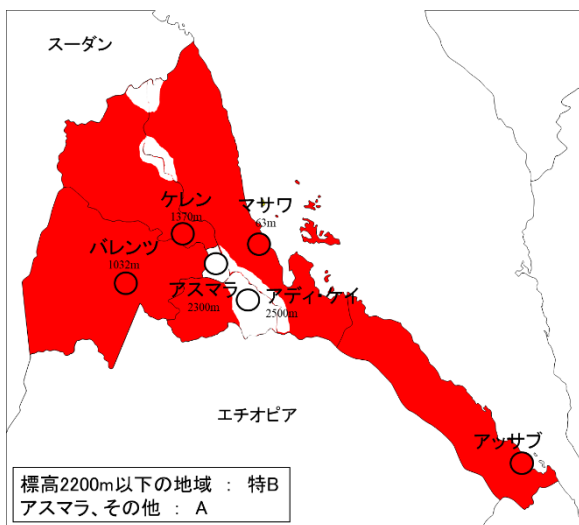 スーダン
ケレン
1370m
マサワ
63m
バレンツ
1032m
アスマラ
2300m
アディ・ケイ
2500m
エチオピア
アッサブ
標高2200m以下の地域 ： 特B
アスマラ、その他 ： A